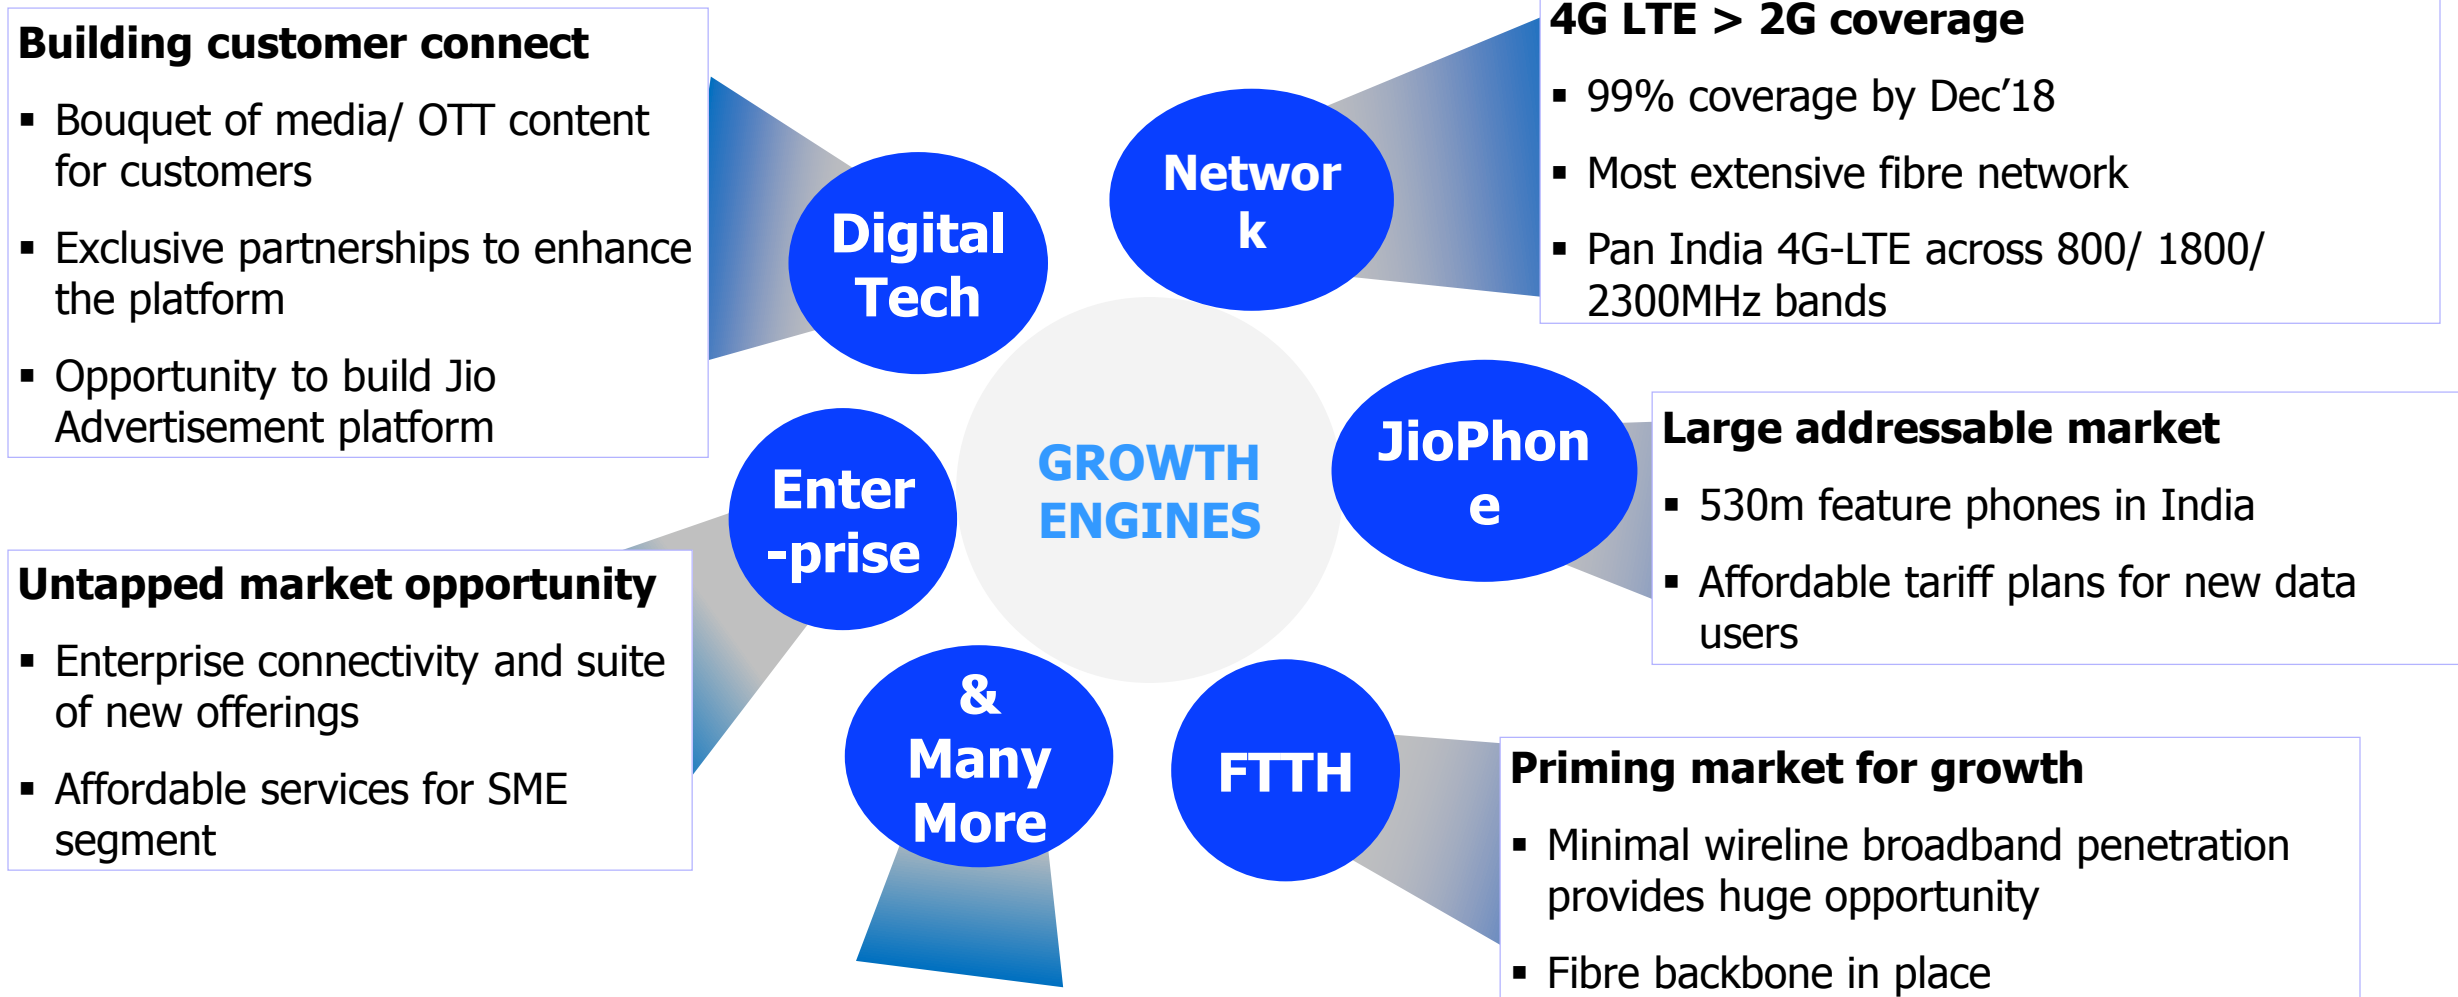 Building customer connect
▪ Bouquet of media/ OTT content
for customers
▪ Exclusive partnerships to enhance
the platform
▪ Opportunity to build Jio
Advertisement platform
Digital
Tech
Networ
k
4G LTE > 2G coverage
▪ 99% coverage by Dec’18
▪ Most extensive fibre network
▪ Pan India 4G-LTE across 800/ 1800/
2300MHz bands
GROWTH
ENGINES
JioPhon
e
Large addressable market
▪ 530m feature phones in India
▪ Affordable tariff plans for new data
users
Enter
-prise
Untapped market opportunity
▪ Enterprise connectivity and suite
of new offerings
▪ Affordable services for SME
segment
&
Many
More
FTTH
Priming market for growth
▪ Minimal wireline broadband penetration
provides huge opportunity
▪ Fibre backbone in place